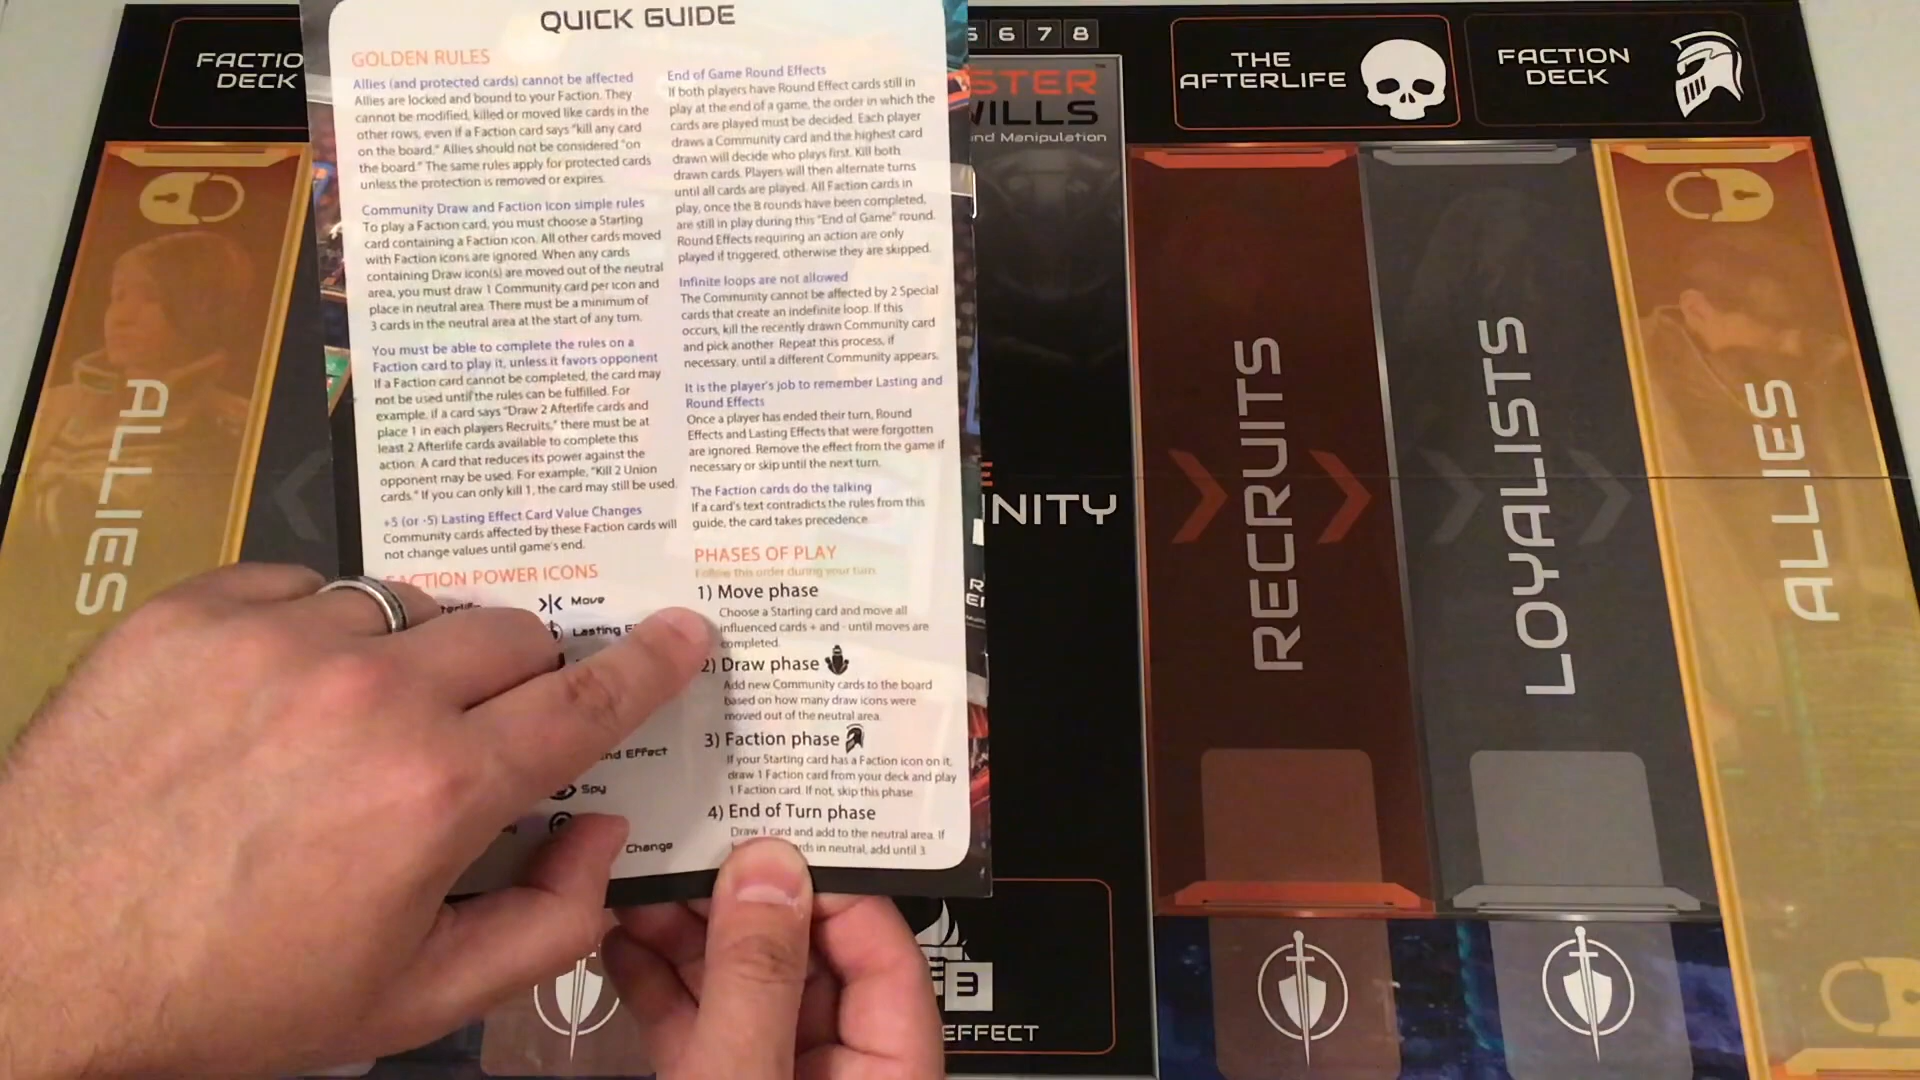 QUICK GUIDE
GOLDEN RULES
Allies (and protected cards) cannot be affected
Allies are locked and bound to your Faction. They
cannot be modified, killed or moved like cards in the
other rows, even if a Faction card says "kill any card
on the board." Allies should not be considered "on
the board." The same rules apply for protected cards
unless the protection is removed or expires.
Community Draw and Faction Icon simple rules
To play a Faction card, you must choose a Starting
card containing a Faction icon. All other cards moved
with Faction icons are ignored. When any cards
containing Draw icon(s) are moved out of the neutral
area, you must draw 1 Community card per icon and
place in neutral area. There must be a minimum of
3 cards in the neutral area at the start of any turn.
You must be able to complete the rules on a
Faction card to play it, unless it favors opponent
If a Faction card cannot be completed, the card may
not be used until the rules can be fulfilled. For
example, if a card says "Draw 2 Afterlife cards and
place 1 in each players Recruits," there must be at
least 2 Afterlife cards available to complete this
action. A card that reduces its power against the
opponent may be used. For example, "Kill 2 Union
cards." If you can only kill 1, the card may still be used.
+5 (or -5) Lasting Effect Card Value Changes
Community cards affected by these Faction cards will
not change values until game's end.
FACTION POWER ICONS
Move
Lasting
Effect
Spy
Change
End of Game Round Effects
If both players have Round Effect cards still in
play at the end of a game, the order in which the
cards are played must be decided. Each player
draws a Community card and the highest card
drawn will decide who plays first. Kill both
drawn cards. Players will then alternate turns
until all cards are played. All Faction cards in
play, once the 8 rounds have been completed,
are still in play during this "End of Game" round.
Round Effects requiring an action are only
played if triggered, otherwise they are skipped.
Infinite loops are not allowed
The Community cannot be affected by 2 Special
cards that create an indefinite loop. If this
occurs, kill the recently drawn Community card
and pick another. Repeat this process, if
necessary, until a different Community appears.
It is the player's job to remember Lasting and
Round Effects
Once a player has ended their turn, Round
Effects and Lasting Effects that were forgotten
are ignored. Remove the effect from the game if
necessary or skip until the next turn.
The Faction cards do the talking
If a card's text contradicts the rules from this
guide, the card takes precedence.
PHASES OF PLAY
Follow this order during your turn
1) Move phase
Choose a Starting card and move all
influenced cards + and - until moves are
completed.
2) Draw phase
Add new Community cards to the board
based on how many draw icons were
moved out of the neutral area.
3) Faction phase
If your Starting card has a Faction icon on it,
draw 1 Faction card from your deck and play
1 Faction card. If not, skip this phase
4) End of Turn phase
Draw 1 card and add to the neutral area. If
in neutral, add until 3.
FACTIO
DECK
ALLIES
6 7 8
STER
WILLS
nd Manipulation
NITY
3
EFFECT
THE
AFTERLIFE
FACTION
DECK
RECRUITS
LOYALISTS
ALLIES